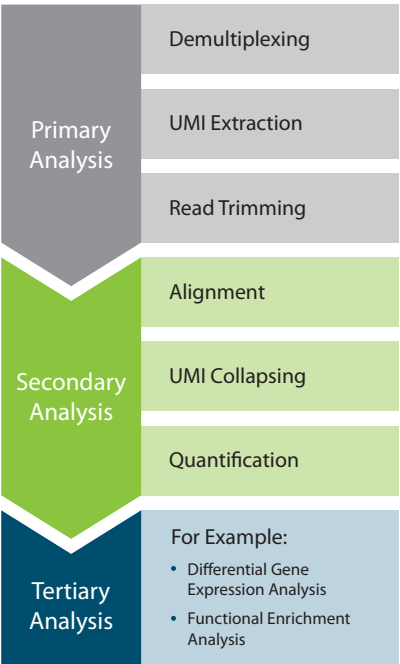 Primary
Analysis
Demultiplexing
UMI Extraction
Read Trimming
Secondary
Analysis
Alignment
UMI Collapsing
Quantification
Tertiary
Analysis
For Example:
• Differential Gene
Expression Analysis
• Functional Enrichment
Analysis